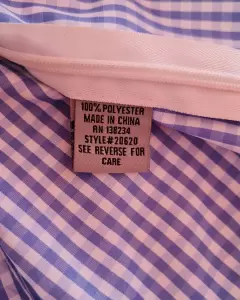 100% POLYESTER
MADE IN CHINA
RN 138234
STYLE#20620
SEE REVERSE FOR
CARE